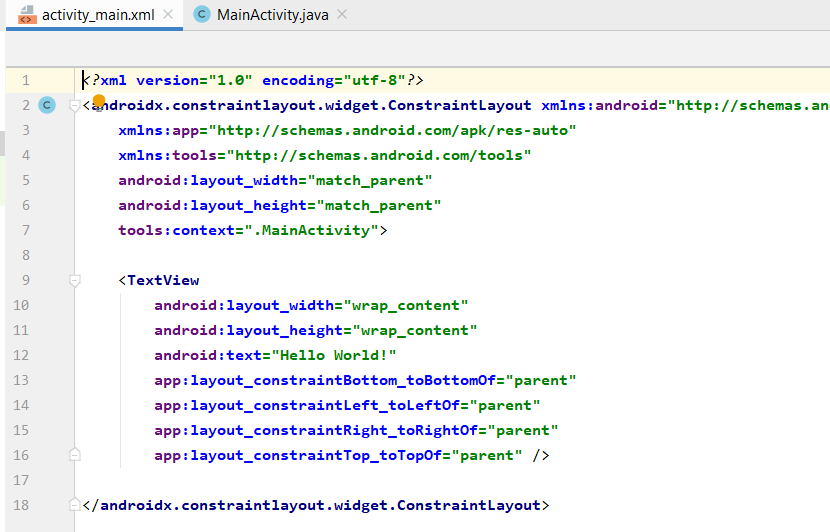 activity_main.xml MainActivity.java
1 <?xml version="1.0" encoding="utf-8"?>
2 <androidx.constraintlayout.widget.ConstraintLayout xmlns:android="http://schemas.an
3 xmlns:app="http://schemas.android.com/apk/res-auto"
4 xmlns:tools="http://schemas.android.com/tools"
5 android:layout_width="match_parent"
6 android:layout_height="match_parent"
7 tools:context=".MainActivity">
8
9 <TextView
10 android:layout_width="wrap_content"
11 android:layout_height="wrap_content"
12 android:text="Hello World!"
13 app:layout_constraintBottom_toBottomOf="parent"
14 app:layout_constraintLeft_toLeftOf="parent"
15 app:layout_constraintRight_toRightOf="parent"
16 app:layout_constraintTop_toTopOf="parent" />
17
18 </androidx.constraintlayout.widget.ConstraintLayout>